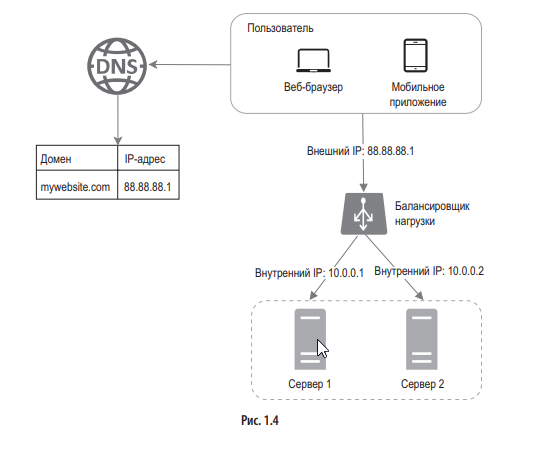 Пользователь
DNS
Веб-браузер
Мобильное
приложение
Домен
IP-адрес
mywebsite.com
88.88.88.1
Внешний IP: 88.88.88.1
Балансировщик
нагрузки
Внутренний IP: 10.0.0.1
Внутренний IP: 10.0.0.2
Сервер 1
Сервер 2
Рис. 1.4